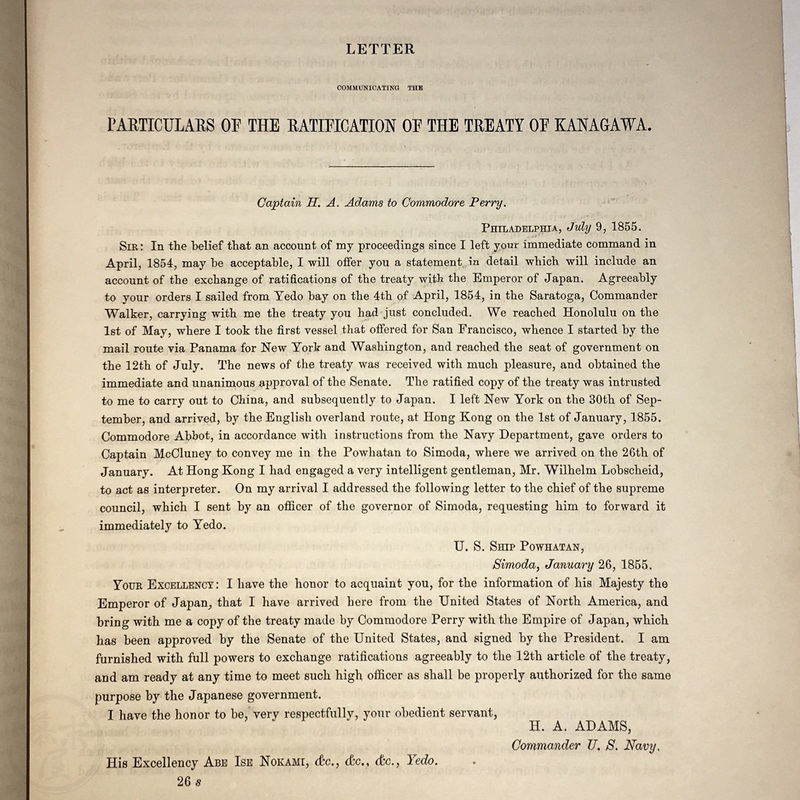 LETTER
COMMUNICATING THE
PARTICULARS OF THE RATIFICATION OF THE TREATY OF KANAGAWA.
Captain H. A. Adams to Commodore Perry.
PHILADELPHIA, July 9, 1855.
SIR: In the belief that an account of my proceedings since I left your immediate command in
April, 1854, may be acceptable, I will offer you a statement in detail which will include an
account of the exchange of ratifications of the treaty with the Emperor of Japan. Agreeably
to your orders I sailed from Yedo bay on the 4th of April, 1854, in the Saratoga, Commander
Walker, carrying with me the treaty you had just concluded. We reached Honolulu on the
1st of May, where I took the first vessel that offered for San Francisco, whence I started by the
mail route via Panama for New York and Washington, and reached the seat of government on
the 12th of July. The news of the treaty was received with much pleasure, and obtained the
immediate and unanimous approval of the Senate. The ratified copy of the treaty was intrusted
to me to carry out to China, and subsequently to Japan. I left New York on the 30th of Sep-
tember, and arrived, by the English overland route, at Hong Kong on the 1st of January, 1855.
Commodore Abbot, in accordance with instructions from the Navy Department, gave orders to
Captain McCluney to convey me in the Powhatan to Simoda, where we arrived on the 26th of
January. At Hong Kong I had engaged a very intelligent gentleman, Mr. Wilhelm Lobscheid,
to act as interpreter. On my arrival I addressed the following letter to the chief of the supreme
council, which I sent by an officer of the governor of Simoda, requesting him to forward it
immediately to Yedo.
U. S. SHIP POWHATAN,
Simoda, January 26, 1855.
YOUR EXCELLENCY: I have the honor to acquaint you, for the information of his Majesty the
Emperor of Japan, that I have arrived here from the United States of North America, and
bring with me a copy of the treaty made by Commodore Perry with the Empire of Japan, which
has been approved by the Senate of the United States, and signed by the President. I am
furnished with full powers to exchange ratifications agreeably to the 12th article of the treaty,
and am ready at any time to meet such high officer as shall be properly authorized for the same
purpose by the Japanese government.
I have the honor to be, very respectfully, your obedient servant,
H. A. ADAMS,
Commander U. S. Navy.
His Excellency ABE ISE NOKAMI, &c., &c., &c., Yedo.
26 s